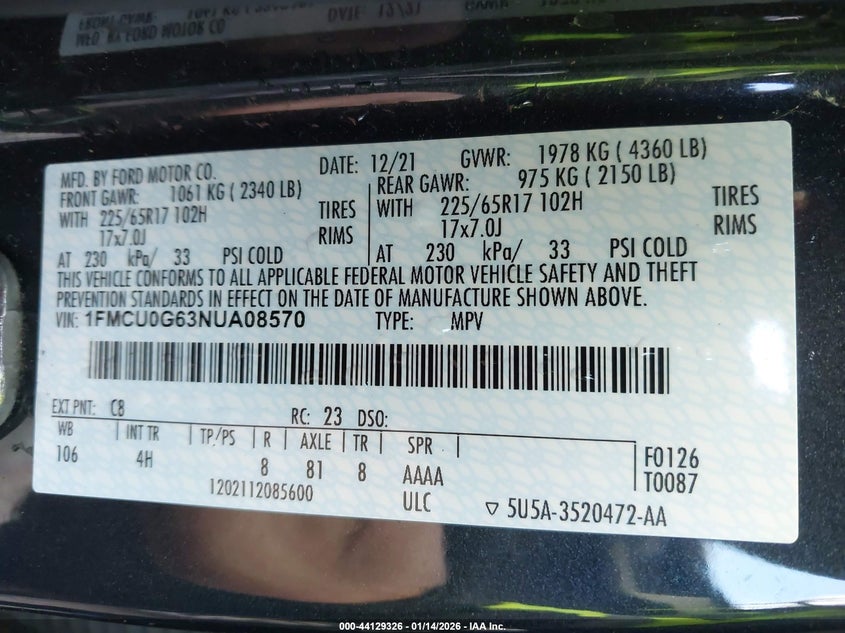 MFD. BY FORD MOTOR CO. DATE: 12/21 GVWR: 1978 KG ( 4360 LB)
FRONT GAWR: 1061 KG ( 2340 LB) REAR GAWR: 975 KG ( 2150 LB)
WITH 225/65R17 102H TIRES WITH 225/65R17 102H TIRES
17x7.0J RIMS 17x7.0J RIMS
AT 230 kPa/ 33 PSI COLD AT 230 kPa/ 33 PSI COLD
THIS VEHICLE CONFORMS TO ALL APPLICABLE FEDERAL MOTOR VEHICLE SAFETY AND THEFT
PREVENTION STANDARDS IN EFFECT ON THE DATE OF MANUFACTURE SHOWN ABOVE.
VIN: 1FMCU0G63NUA08570 TYPE: MPV
EXT PNT: C8 RC: 23 DSO:
WB INT TR TP/PS R AXLE TR SPR
106 4H 8 81 8 AAAA F0126
1202112085600 ULC T0087
5U5A-3520472-AA
000-44129326 - 01/14/2026 - IAA Inc.